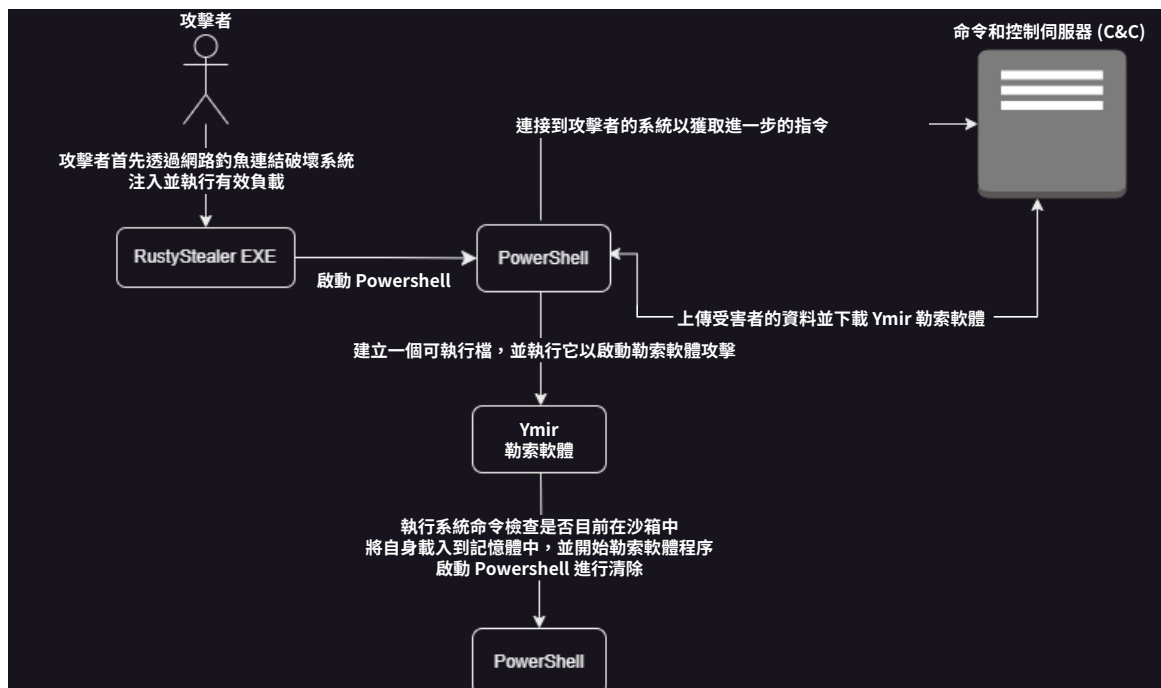 攻擊者
命令和控制伺服器 (C&C)
連接到攻擊者的系統以獲取進一步的指令
攻擊者首先透過網路釣魚連結破壞系統
注入並執行有效負載
RustyStealer EXE
啟動 Powershell
PowerShell
上傳受害者的資料並下載 Ymir 勒索軟體
建立一個可執行檔，並執行它以啟動勒索軟體攻擊
Ymir
勒索軟體
執行系統命令檢查是否目前在沙箱中
將自身載入到記憶體中，並開始勒索軟體程序
啟動 Powershell 進行清除
PowerShell